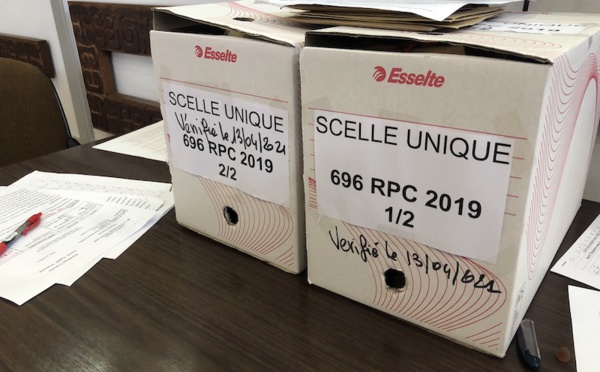 Esselte
SCELLE UNIQUE
Vérifié le 13/04/2021
696 RPC 2019
2/2
Esselte
SCELLE UNIQUE
696 RPC 2019
1/2
Verifié le 13/04/2021